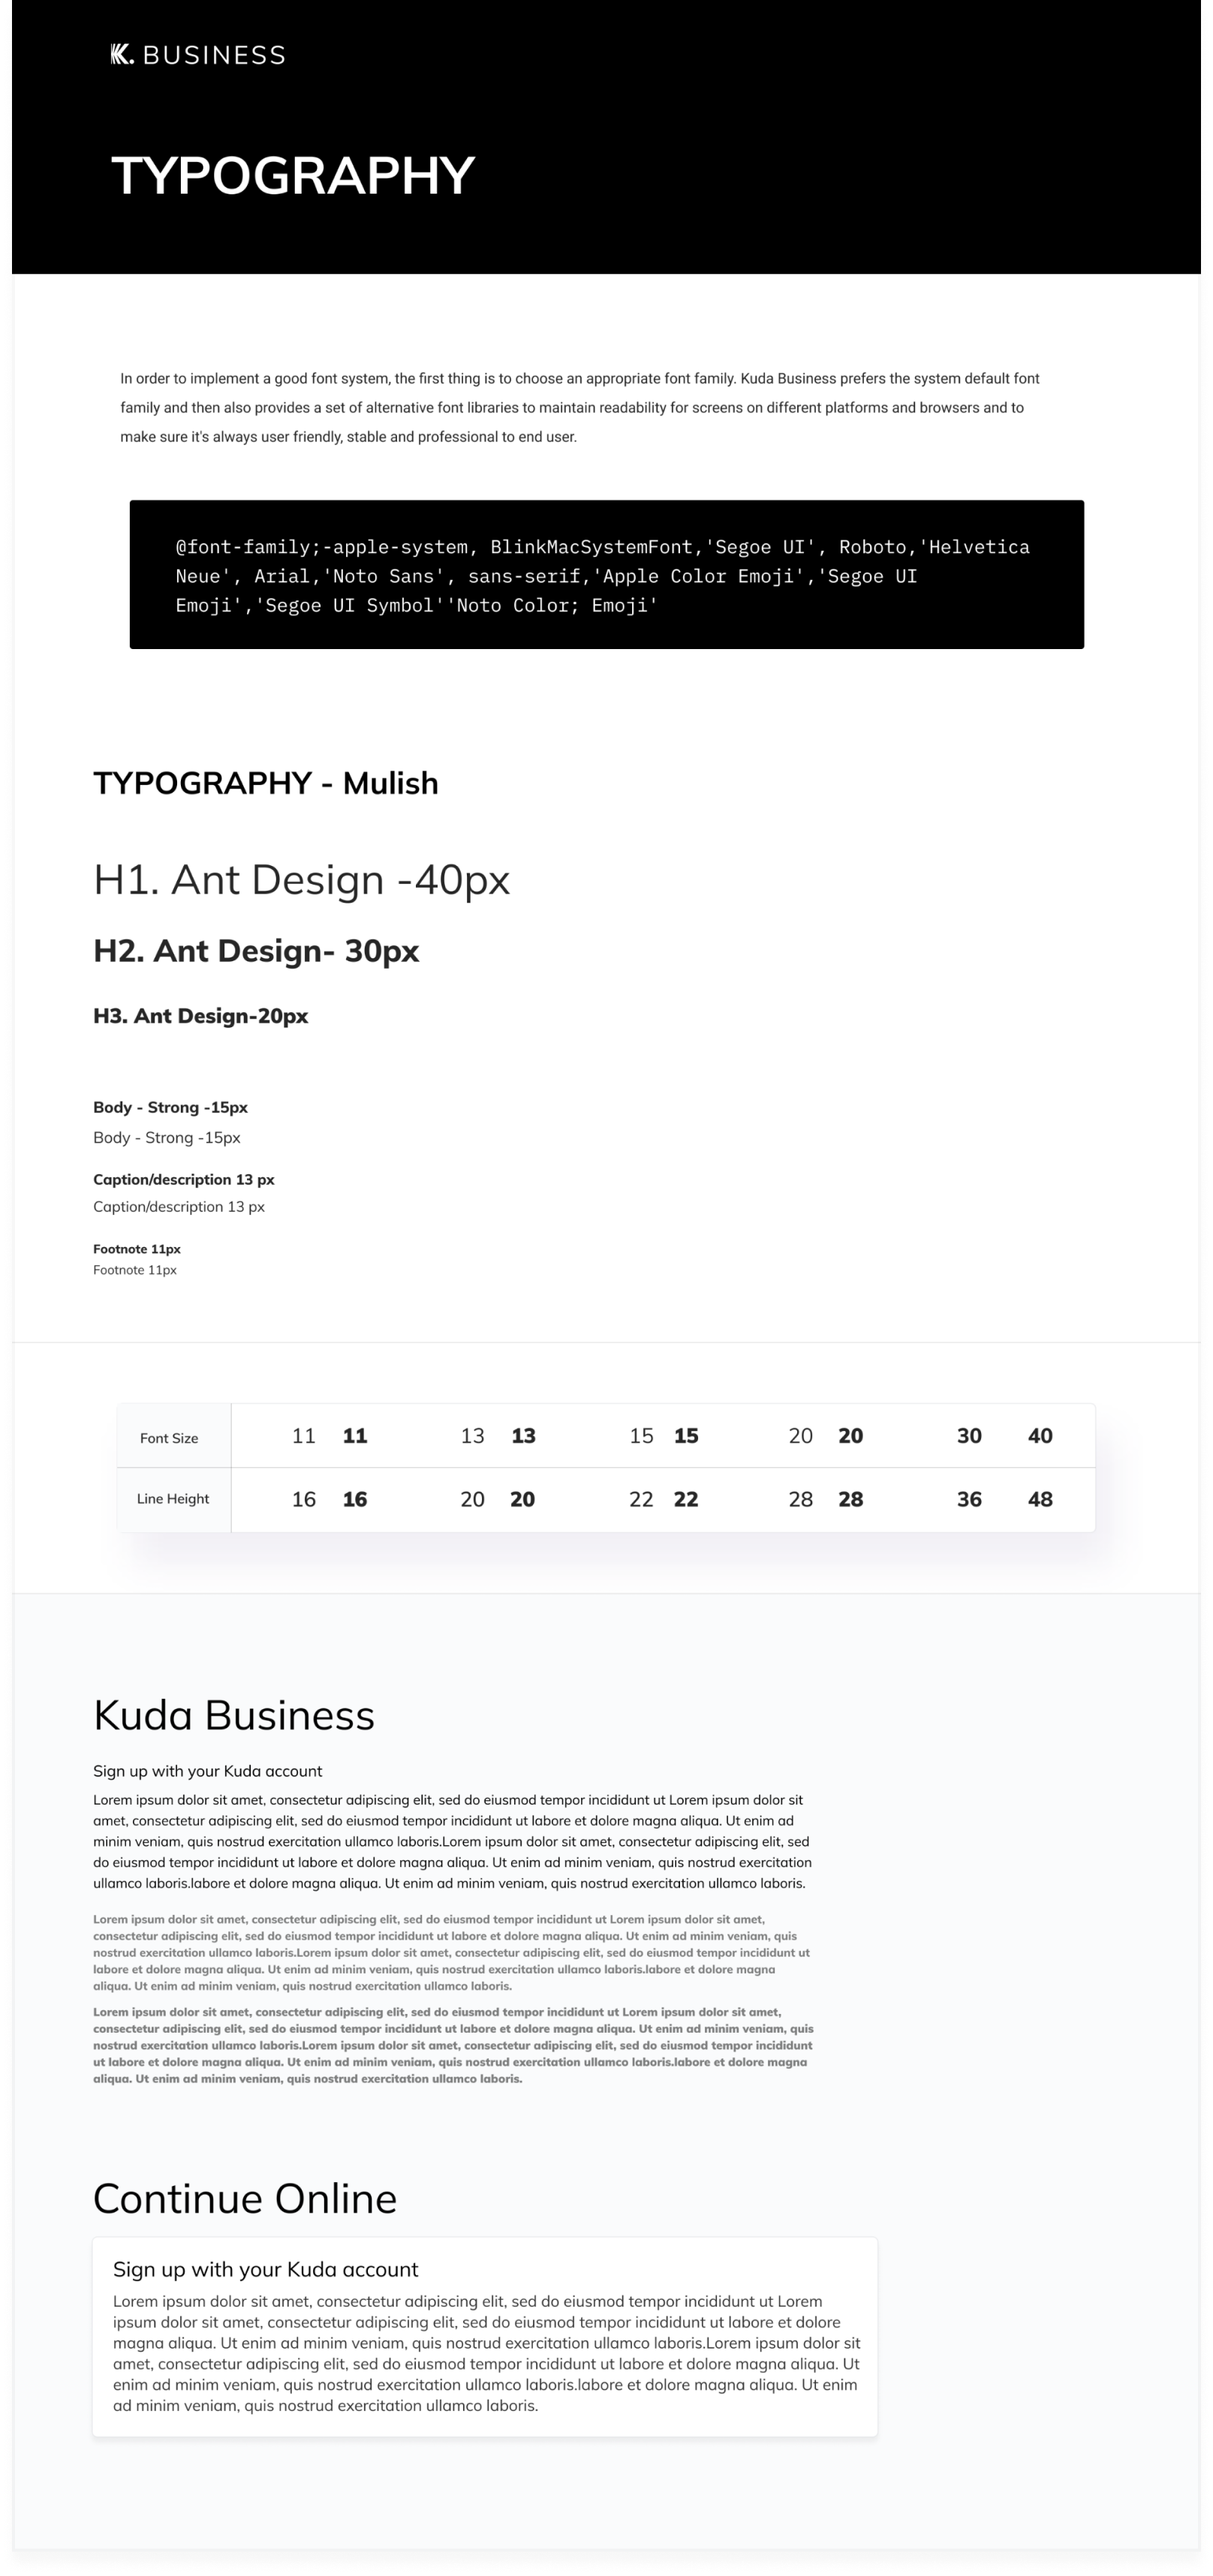 K. BUSINESS
TYPOGRAPHY
In order to implement a good font system, the first thing is to choose an appropriate font family. Kuda Business prefers the system default font
family and then also provides a set of alternative font libraries to maintain readability for screens on different platforms and browsers and to
make sure it's always user friendly, stable and professional to end user.
@font-family;-apple-system, BlinkMacSystemFont,'Segoe UI', Roboto,'Helvetica
Neue', Arial,'Noto Sans', sans-serif,'Apple Color Emoji','Segoe UI
Emoji','Segoe UI Symbol''Noto Color; Emoji'
TYPOGRAPHY - Mulish
H1. Ant Design -40px
H2. Ant Design- 30px
H3. Ant Design-20px
Body - Strong -15px
Body - Strong -15px
Caption/description 13 px
Caption/description 13 px
Footnote 11px
Footnote 11px
Font Size 11 11 13 13 15 15 20 20 30 40
Line Height 16 16 20 20 22 22 28 28 36 48
Kuda Business
Sign up with your Kuda account
Lorem ipsum dolor sit amet, consectetur adipiscing elit, sed do eiusmod tempor incididunt ut Lorem ipsum dolor sit
amet, consectetur adipiscing elit, sed do eiusmod tempor incididunt ut labore et dolore magna aliqua. Ut enim ad
minim veniam, quis nostrud exercitation ullamco laboris.Lorem ipsum dolor sit amet, consectetur adipiscing elit, sed
do eiusmod tempor incididunt ut labore et dolore magna aliqua. Ut enim ad minim veniam, quis nostrud exercitation
ullamco laboris.labore et dolore magna aliqua. Ut enim ad minim veniam, quis nostrud exercitation ullamco laboris.
Lorem ipsum dolor sit amet, consectetur adipiscing elit, sed do eiusmod tempor incididunt ut Lorem ipsum dolor sit amet,
consectetur adipiscing elit, sed do eiusmod tempor incididunt ut labore et dolore magna aliqua. Ut enim ad minim veniam, quis
nostrud exercitation ullamco laboris.Lorem ipsum dolor sit amet, consectetur adipiscing elit, sed do eiusmod tempor incididunt ut
labore et dolore magna aliqua. Ut enim ad minim veniam, quis nostrud exercitation ullamco laboris.labore et dolore magna
aliqua. Ut enim ad minim veniam, quis nostrud exercitation ullamco laboris.
Lorem ipsum dolor sit amet, consectetur adipiscing elit, sed do eiusmod tempor incididunt ut Lorem ipsum dolor sit amet,
consectetur adipiscing elit, sed do eiusmod tempor incididunt ut labore et dolore magna aliqua. Ut enim ad minim veniam, quis
nostrud exercitation ullamco laboris.Lorem ipsum dolor sit amet, consectetur adipiscing elit, sed do eiusmod tempor incididunt
ut labore et dolore magna aliqua. Ut enim ad minim veniam, quis nostrud exercitation ullamco laboris.labore et dolore magna
aliqua. Ut enim ad minim veniam, quis nostrud exercitation ullamco laboris.
Continue Online
Sign up with your Kuda account
Lorem ipsum dolor sit amet, consectetur adipiscing elit, sed do eiusmod tempor incididunt ut Lorem
ipsum dolor sit amet, consectetur adipiscing elit, sed do eiusmod tempor incididunt ut labore et dolore
magna aliqua. Ut enim ad minim veniam, quis nostrud exercitation ullamco laboris.Lorem ipsum dolor sit
amet, consectetur adipiscing elit, sed do eiusmod tempor incididunt ut labore et dolore magna aliqua. Ut
enim ad minim veniam, quis nostrud exercitation ullamco laboris.labore et dolore magna aliqua. Ut enim
ad minim veniam, quis nostrud exercitation ullamco laboris.